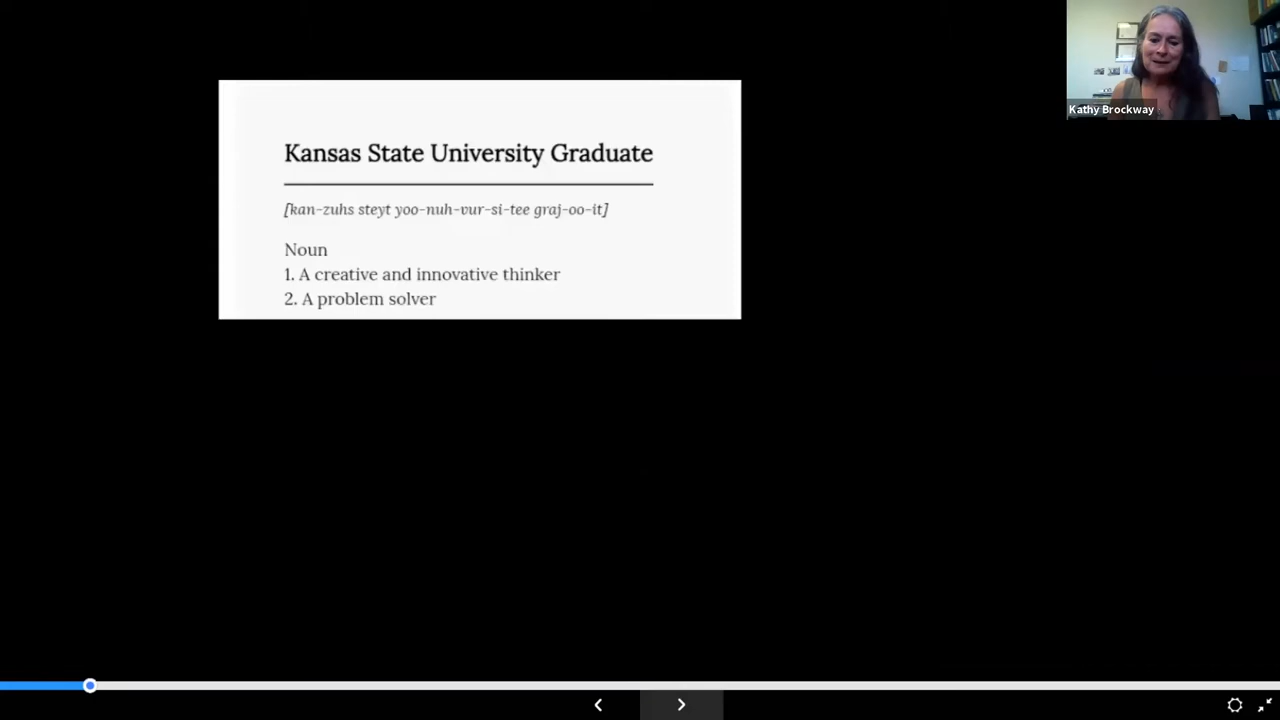 Kansas State University Graduate
[kan-zuhs steyt yoo-nuh-vur-si-tee graj-oo-it]
Noun
1. A creative and innovative thinker
2. A problem solver
Kathy Brockway